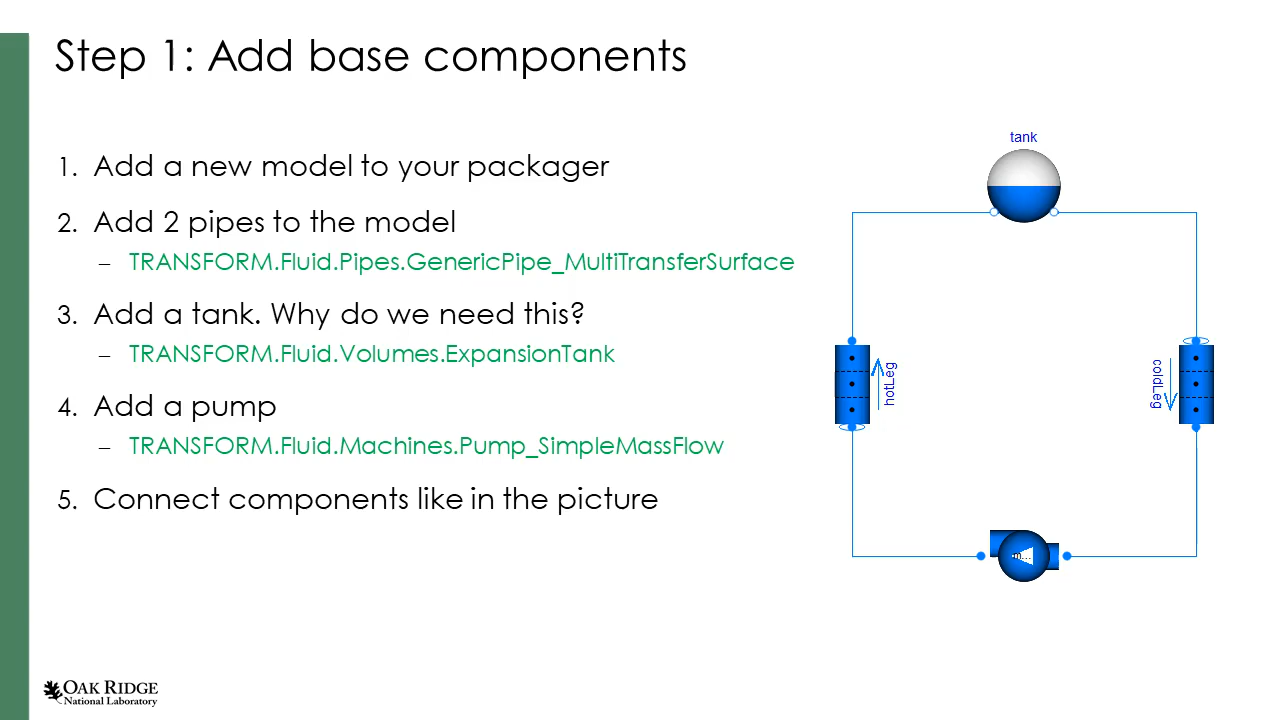 Step 1: Add base components
1. Add a new model to your packager
2. Add 2 pipes to the model
– TRANSFORM.Fluid.Pipes.GenericPipe_MultiTransferSurface
3. Add a tank. Why do we need this?
– TRANSFORM.Fluid.Volumes.ExpansionTank
4. Add a pump
– TRANSFORM.Fluid.Machines.Pump_SimpleMassFlow
5. Connect components like in the picture
tank
hotLeg
coldLeg
OAK RIDGE
National Laboratory